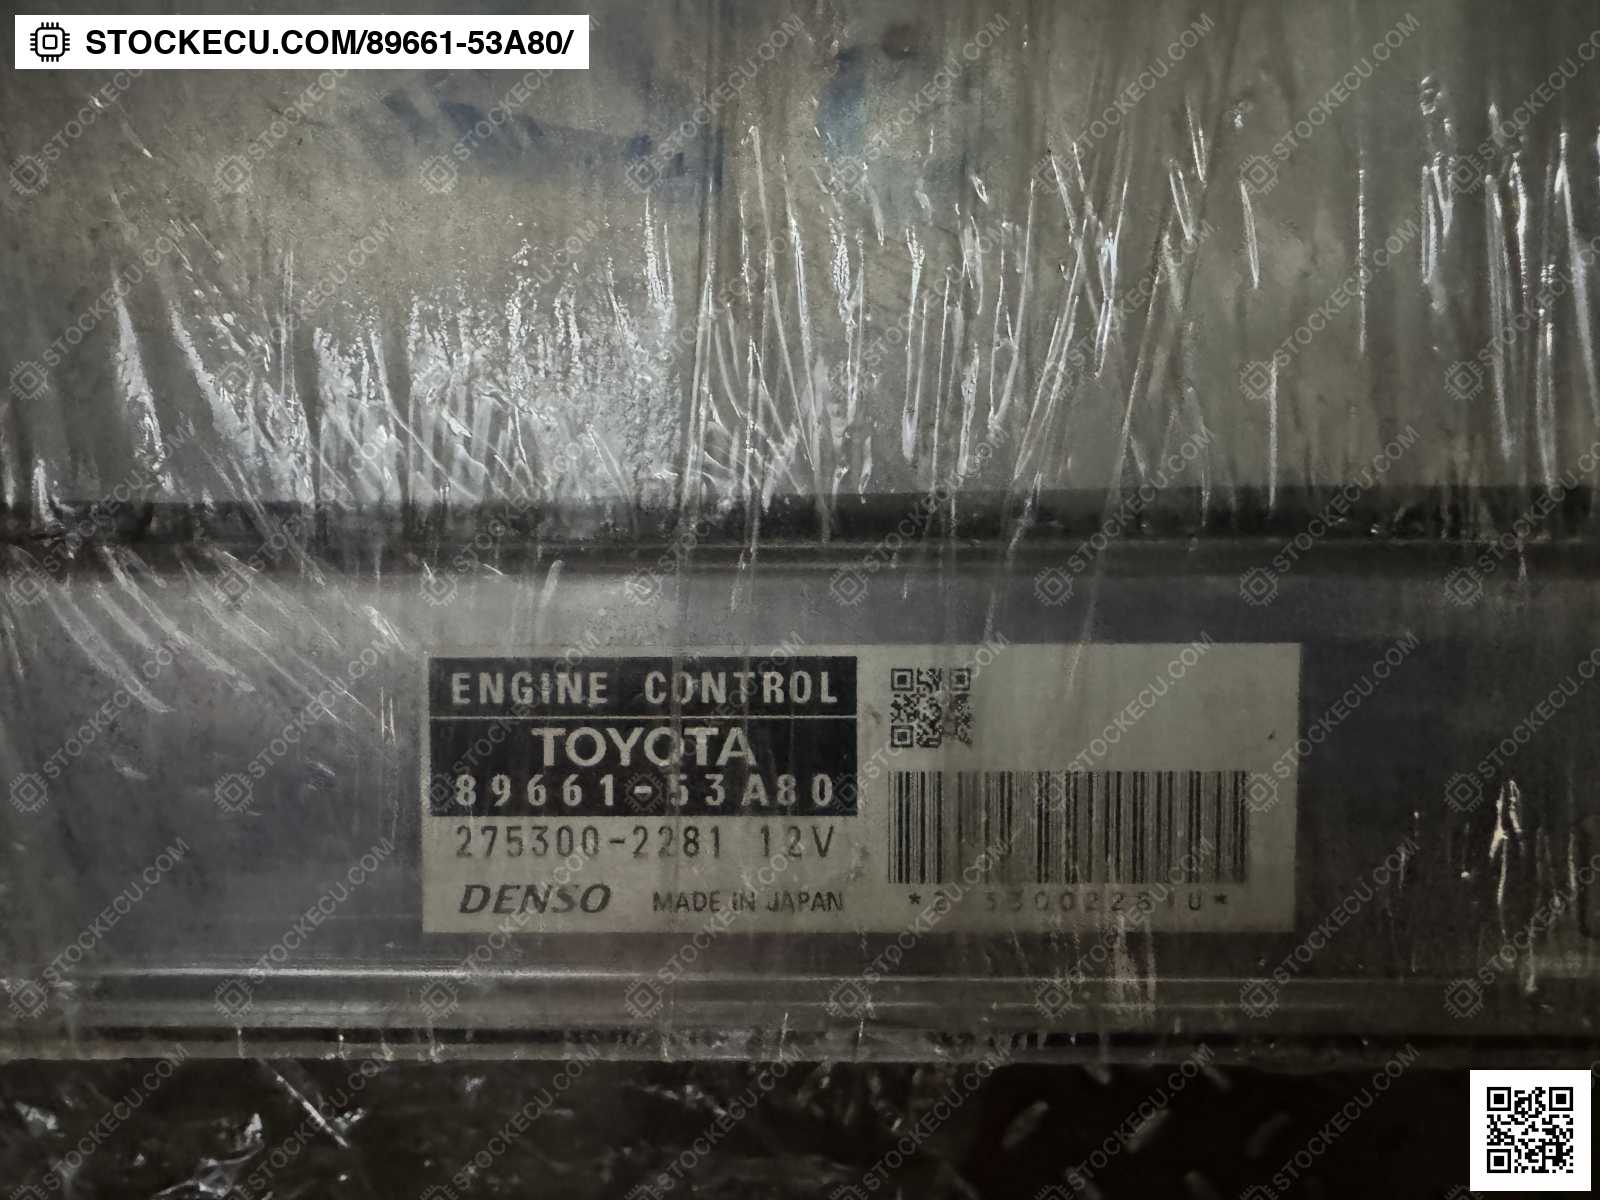 STOCKECU.COM/89661-53A80/
ENGINE CONTROL
TOYOTA
89661-53A80
275300-2281 12V
DENSO MADE IN JAPAN